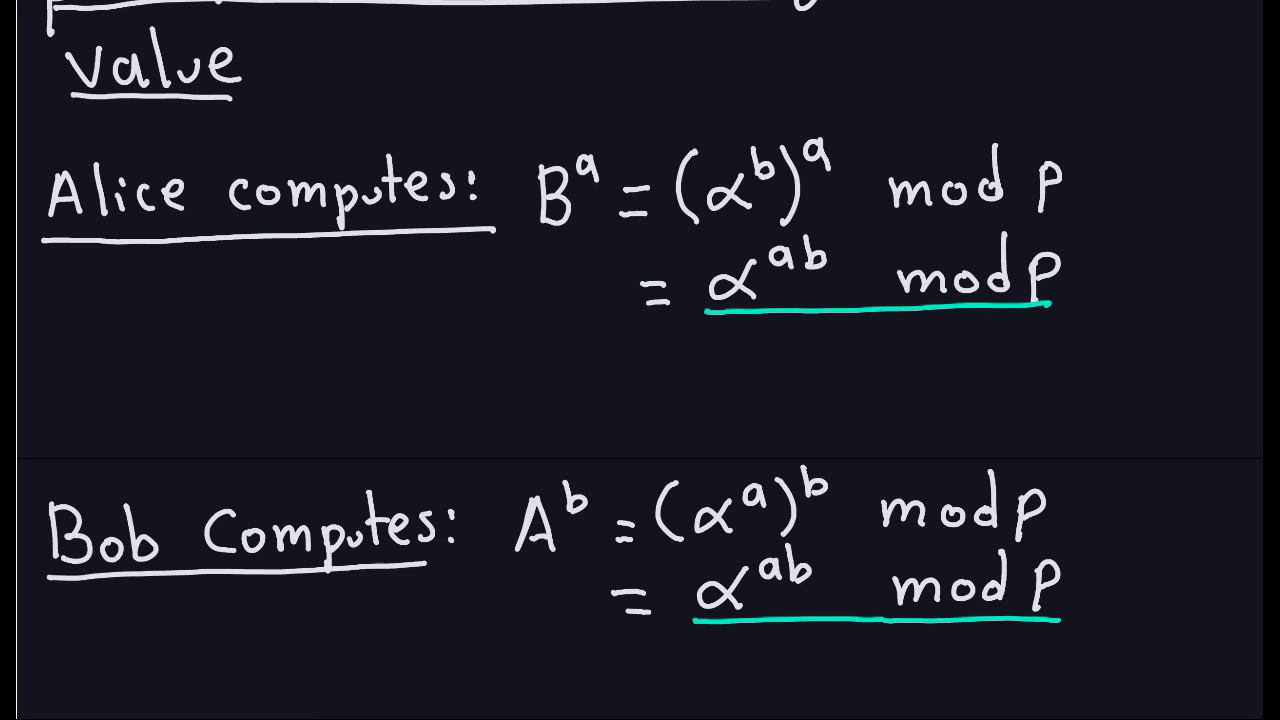 value
Alice computes: B^a = (α^b)^a mod p
= α^ab mod p
Bob Computes: A^b = (α^a)^b mod p
= α^ab mod p